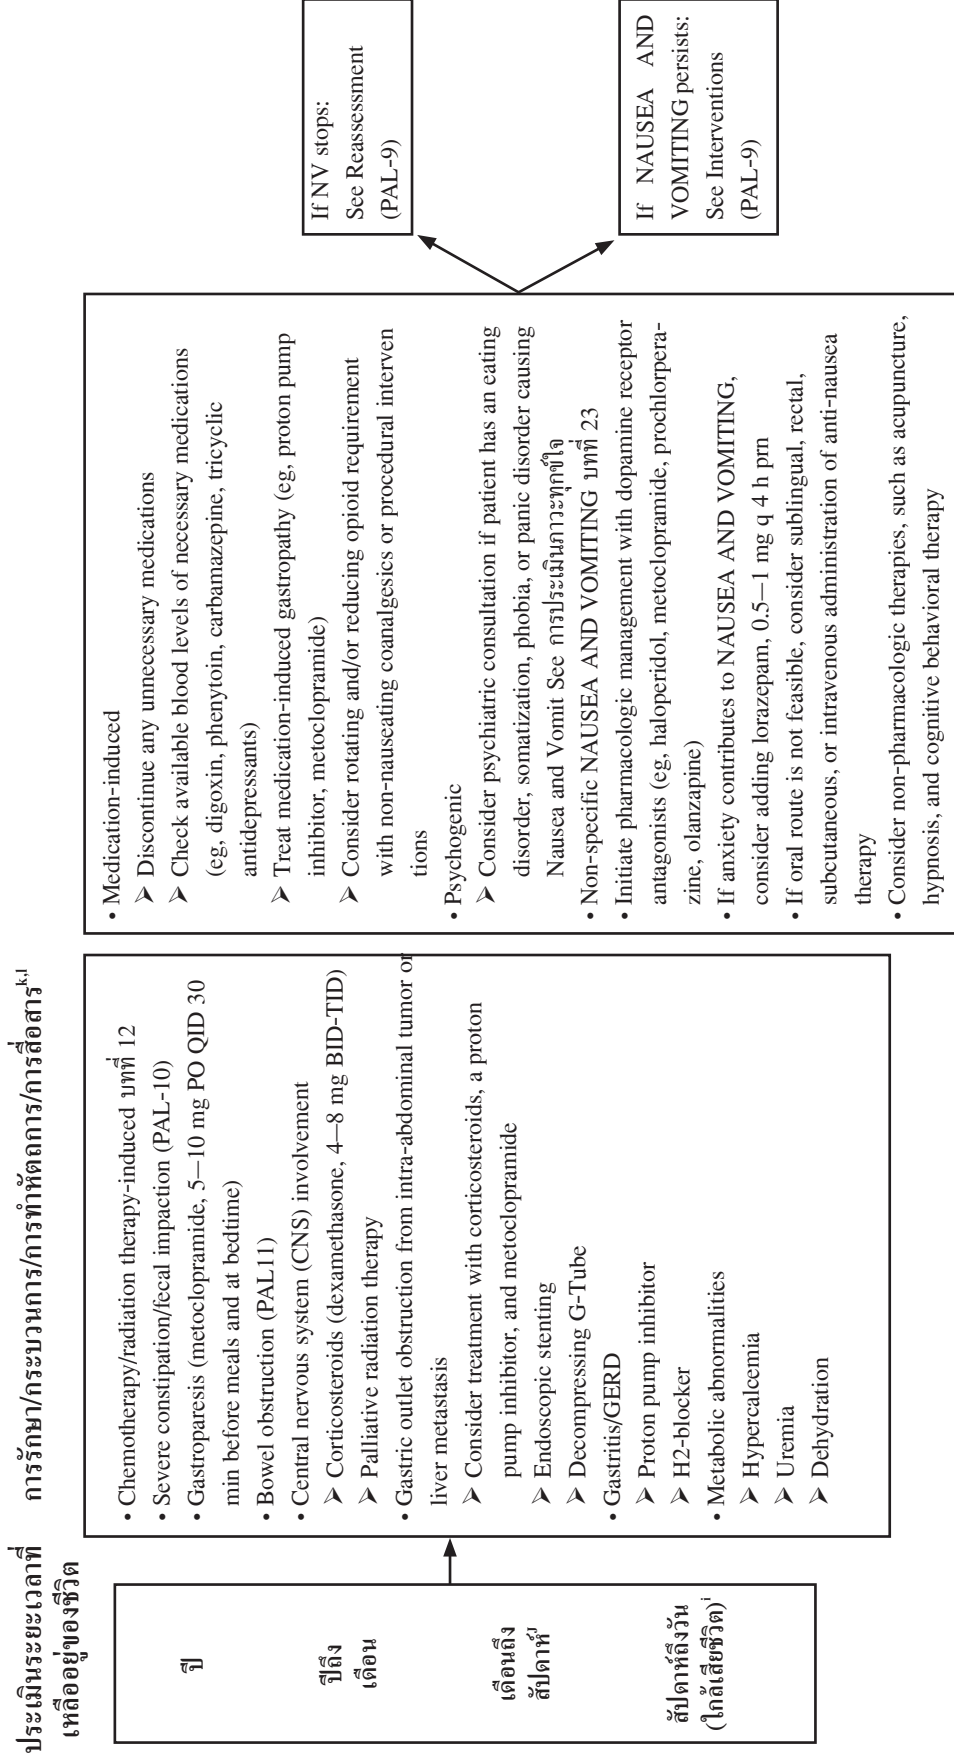 ประเมินระยะเวลาที่
เหลืออยู่ของชีวิต
การรักษา/กระบวนการ/การทำหัตถการ/การสื่อสารk,l
ปี
ปีถึง
เดือน
เดือนถึง
สัปดาห์J
สัปดาห์ถึงวัน
(ใกล้เสียชีวิต)i
• Chemotherapy/radiation therapy-induced บทที่ 12
• Severe constipation/fecal impaction (PAL-10)
• Gastroparesis (metoclopramide, 5—10 mg PO QID 30
min before meals and at bedtime)
• Bowel obstruction (PAL11)
• Central nervous system (CNS) involvement
➢ Corticosteroids (dexamethasone, 4—8 mg BID-TID)
➢ Palliative radiation therapy
• Gastric outlet obstruction from intra-abdominal tumor or
liver metastasis
➢ Consider treatment with corticosteroids, a proton
pump inhibitor, and metoclopramide
➢ Endoscopic stenting
➢ Decompressing G-Tube
• Gastritis/GERD
➢ Proton pump inhibitor
➢ H2-blocker
• Metabolic abnormalities
➢ Hypercalcemia
➢ Uremia
➢ Dehydration
• Medication-induced
➢ Discontinue any unnecessary medications
➢ Check available blood levels of necessary medications
(eg, digoxin, phenytoin, carbamazepine, tricyclic
antidepressants)
➢ Treat medication-induced gastropathy (eg, proton pump
inhibitor, metoclopramide)
➢ Consider rotating and/or reducing opioid requirement
with non-nauseating coanalgesics or procedural interven
tions
• Psychogenic
➢ Consider psychiatric consultation if patient has an eating
disorder, somatization, phobia, or panic disorder causing
Nausea and Vomit See การประเมินภาวะทุกข์ใจ
• Non-specific NAUSEA AND VOMITING บทที่ 23
• Initiate pharmacologic management with dopamine receptor
antagonists (eg, haloperidol, metoclopramide, prochlorpera-
zine, olanzapine)
• If anxiety contributes to NAUSEA AND VOMITING,
consider adding lorazepam, 0.5—1 mg q 4 h prn
• If oral route is not feasible, consider sublingual, rectal,
subcutaneous, or intravenous administration of anti-nausea
therapy
• Consider non-pharmacologic therapies, such as acupuncture,
hypnosis, and cognitive behavioral therapy
If NV stops:
See Reassessment
(PAL-9)
If NAUSEA AND
VOMITING persists:
See Interventions
(PAL-9)